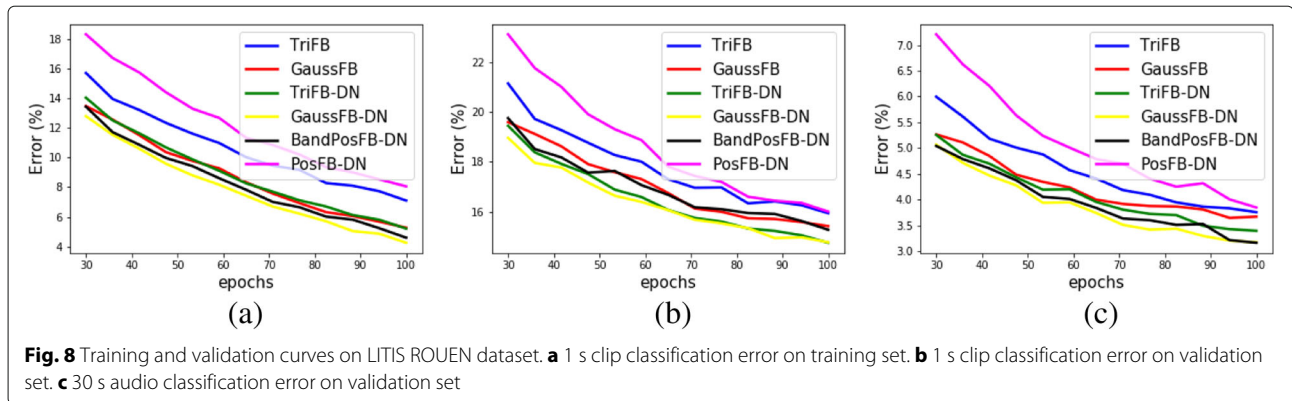 18
16
14
12
10
8
6
4
Error (%)
TriFB
GaussFB
TriFB-DN
GaussFB-DN
BandPosFB-DN
PosFB-DN
30 40 50 60 70 80 90 100
epochs
(a)
22
20
18
16
Error (%)
TriFB
GaussFB
TriFB-DN
GaussFB-DN
BandPosFB-DN
PosFB-DN
30 40 50 60 70 80 90 100
epochs
(b)
7.0
6.5
6.0
5.5
5.0
4.5
4.0
3.5
3.0
Error (%)
TriFB
GaussFB
TriFB-DN
GaussFB-DN
BandPosFB-DN
PosFB-DN
30 40 50 60 70 80 90 100
epochs
(c)
Fig. 8 Training and validation curves on LITIS ROUEN dataset. a 1 s clip classification error on training set. b 1 s clip classification error on validation
set. c 30 s audio classification error on validation set